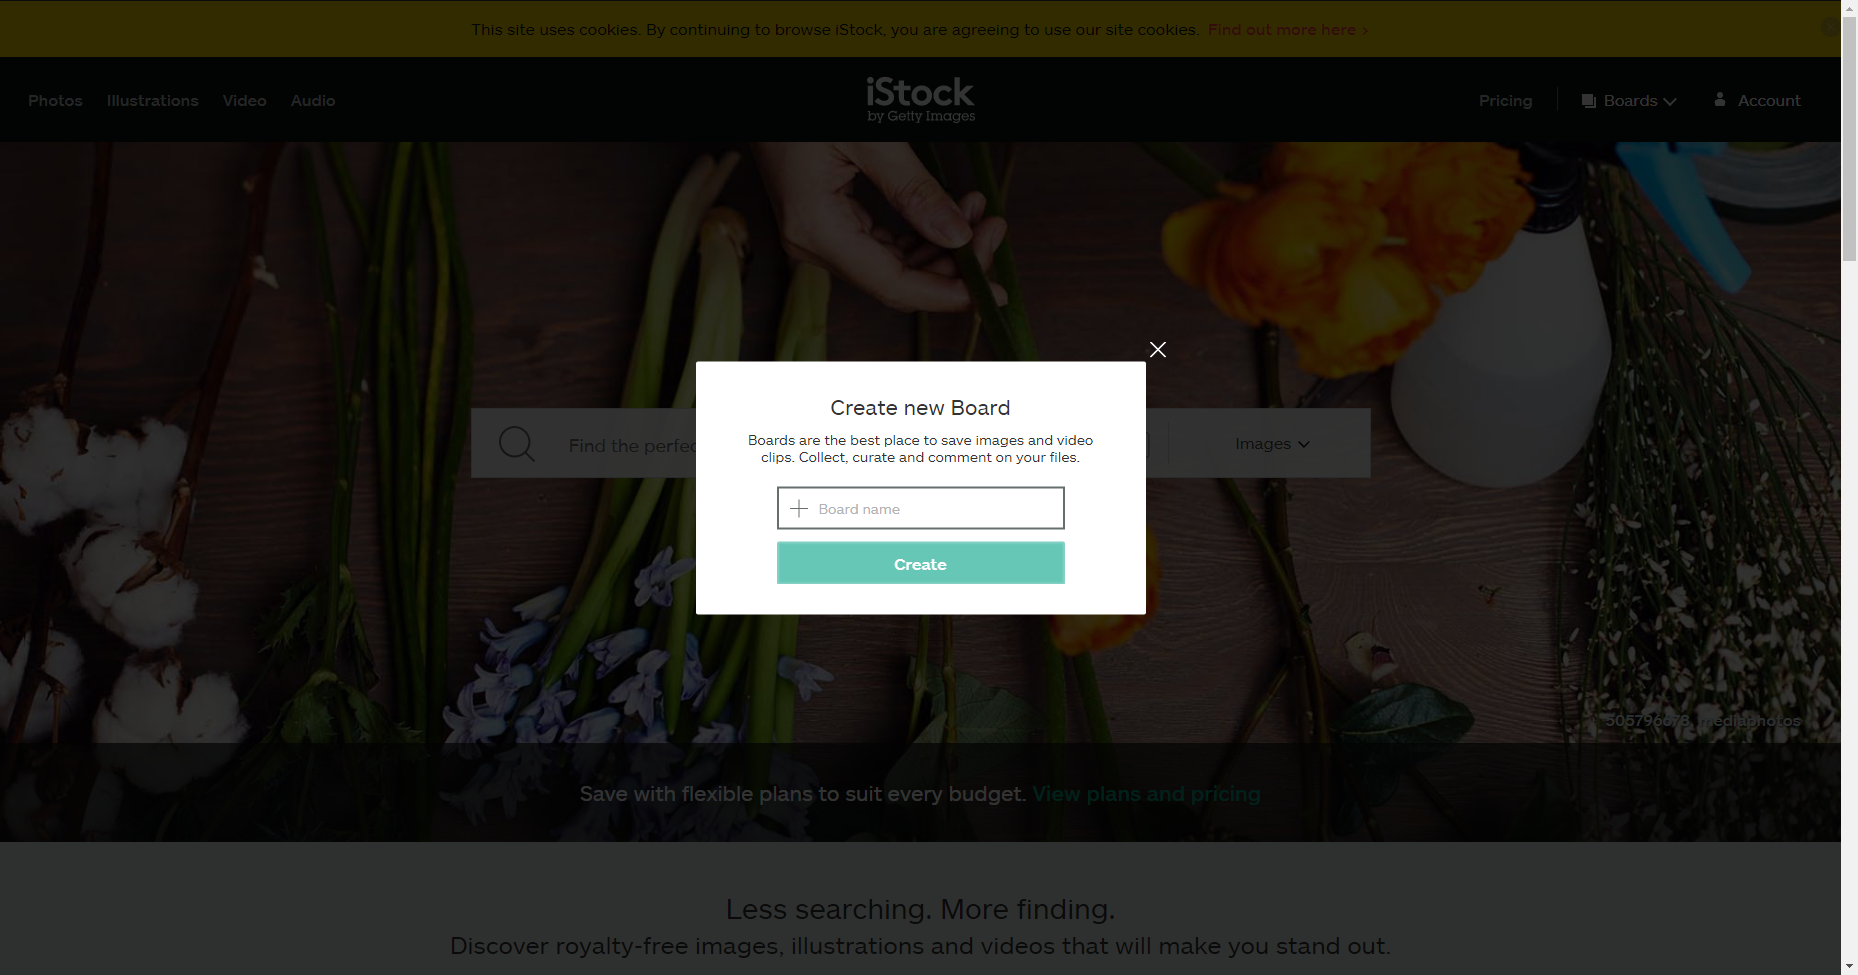 This site uses cookies. By continuing to browse iStock, you are agreeing to use our site cookies. Find out more here ›
Photos Illustrations Video Audio
iStock
by Getty Images
Pricing Boards Account
Create new Board
Boards are the best place to save images and video
clips. Collect, curate and comment on your files.
Find the perfec
Images
Board name
Create
505796673, mediaphotos
Save with flexible plans to suit every budget. View plans and pricing
Less searching. More finding.
Discover royalty-free images, illustrations and videos that will make you stand out.